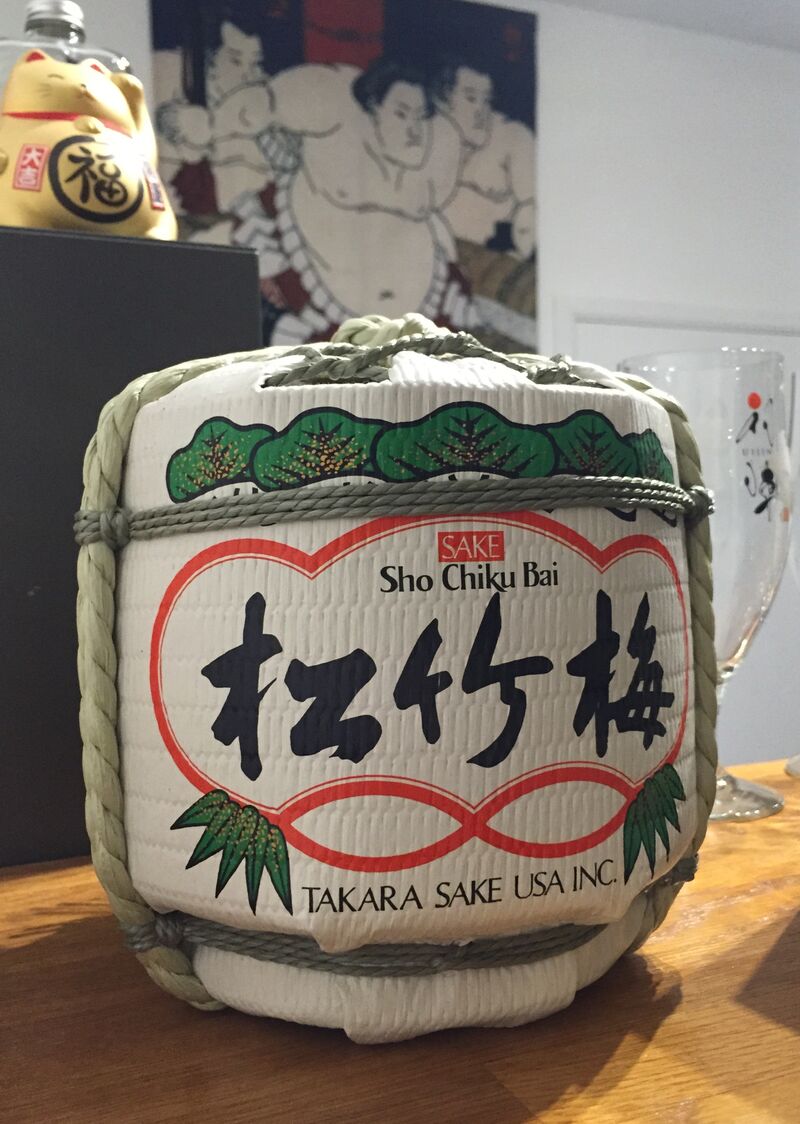 大吉
福
SAKE
Sho Chiku Bai
松竹梅
TAKARA SAKE USA INC.